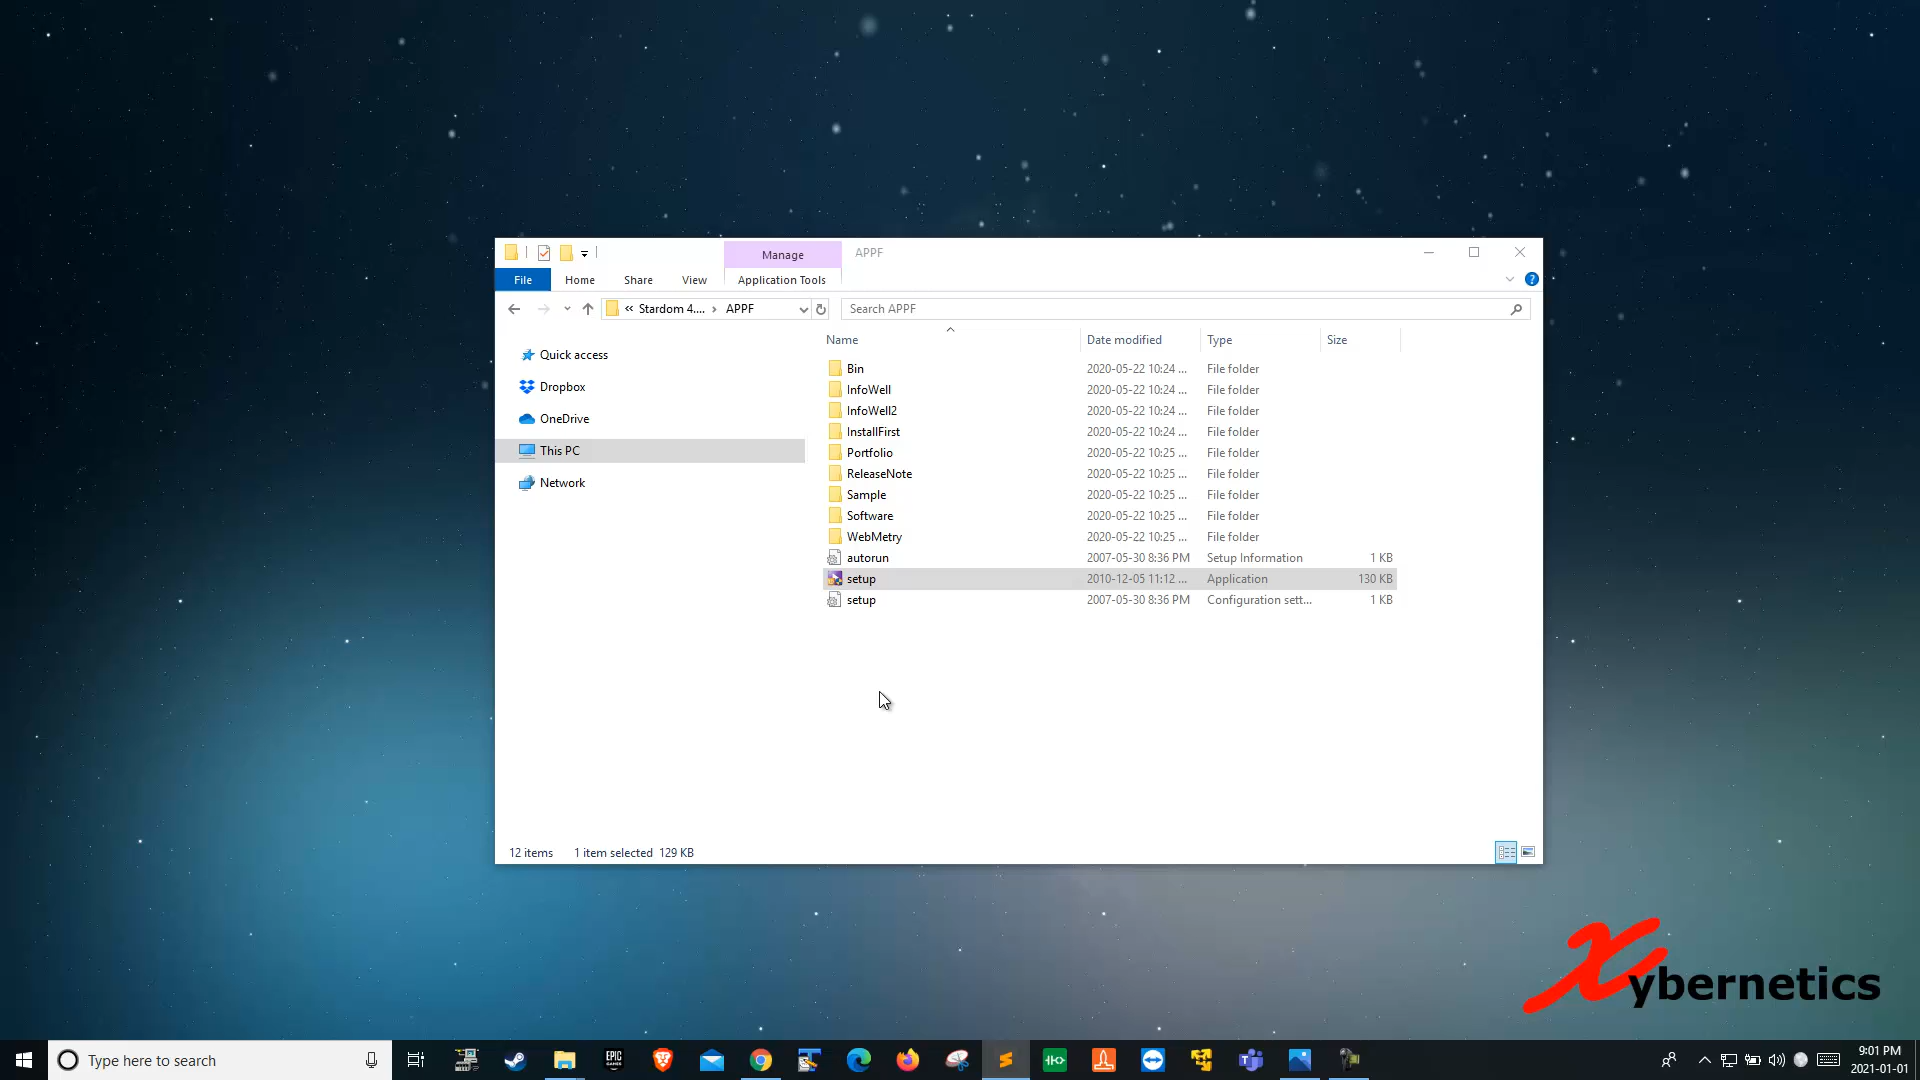 Manage
APPF
File
Home
Share
View
Application Tools
« Stardom 4.... › APPF
Search APPF
Name
Date modified
Type
Size
Quick access
Dropbox
OneDrive
This PC
Network
Bin 2020-05-22 10:24 ... File folder
InfoWell 2020-05-22 10:24 ... File folder
InfoWell2 2020-05-22 10:24 ... File folder
InstallFirst 2020-05-22 10:24 ... File folder
Portfolio 2020-05-22 10:25 ... File folder
ReleaseNote 2020-05-22 10:25 ... File folder
Sample 2020-05-22 10:25 ... File folder
Software 2020-05-22 10:25 ... File folder
WebMetry 2020-05-22 10:25 ... File folder
autorun 2007-05-30 8:36 PM Setup Information 1 KB
setup 2010-12-05 11:12 ... Application 130 KB
setup 2007-05-30 8:36 PM Configuration sett... 1 KB
12 items 1 item selected 129 KB
Xybernetics
Type here to search
EPIC GAMES
9:01 PM
2021-01-01